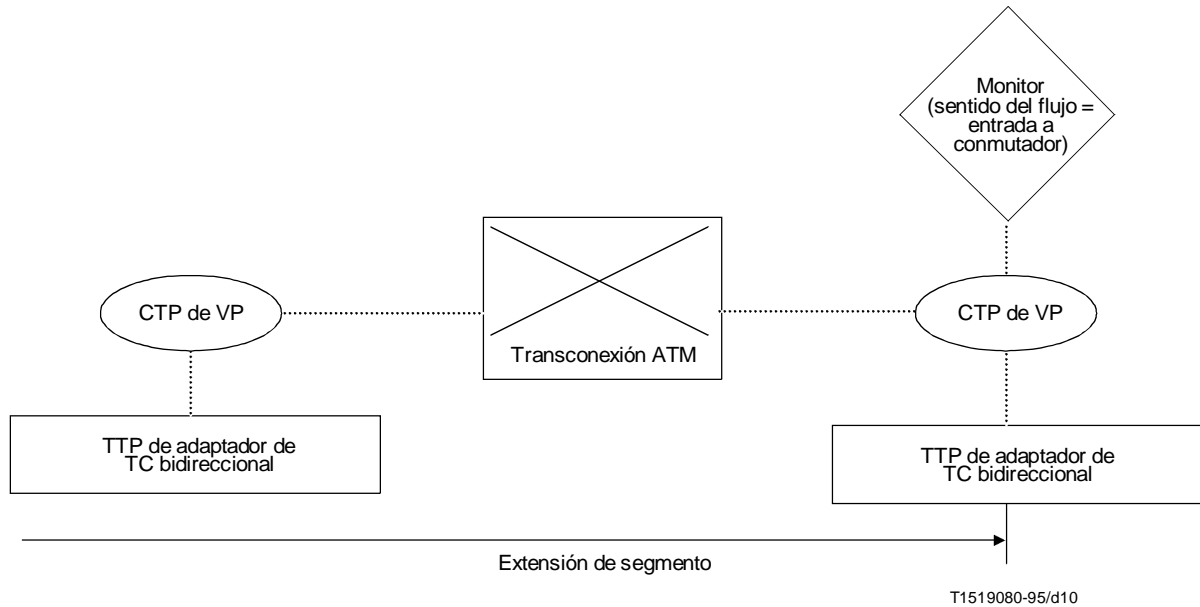 Monitor
(sentido del flujo =
entrada a
conmutador)
CTP de VP
CTP de VP
Transconexión ATM
TTP de adaptador de
TC bidireccional
TTP de adaptador de
TC bidireccional
Extensión de segmento
T1519080-95/d10